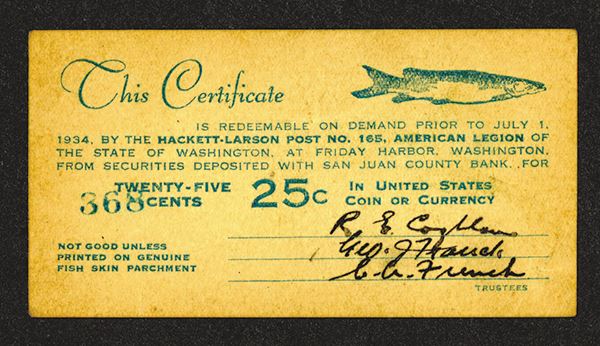 This Certificate
IS REDEEMABLE ON DEMAND PRIOR TO JULY 1,
1934, BY THE HACKETT-LARSON POST NO. 165, AMERICAN LEGION OF
THE STATE OF WASHINGTON, AT FRIDAY HARBOR, WASHINGTON,
FROM SECURITIES DEPOSITED WITH SAN JUAN COUNTY BANK, FOR
TWENTY-FIVE CENTS 25c IN UNITED STATES COIN OR CURRENCY
368
R. E.
Geo. J. Franck
C. A. French
NOT GOOD UNLESS
PRINTED ON GENUINE
FISH SKIN PARCHMENT
TRUSTEES